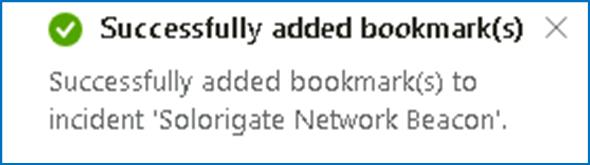 Successfully added bookmark(s)
Successfully added bookmark(s) to
incident 'Solorigate Network Beacon'.